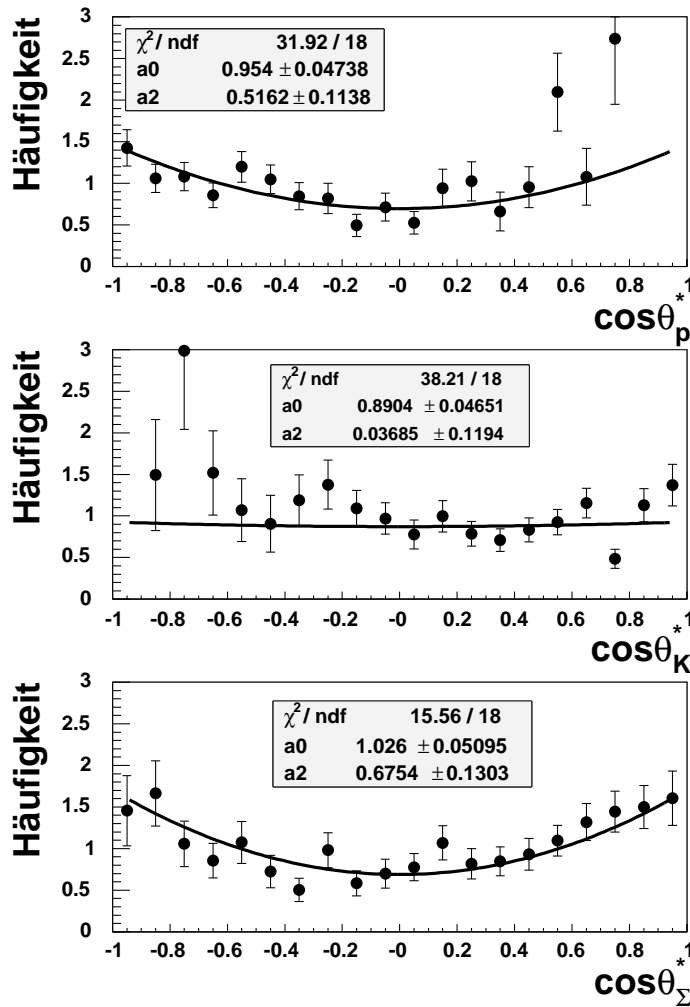 Häufigkeit
3
2.5
2
1.5
1
0.5
0
χ²/ ndf 31.92 / 18
a0 0.954 ± 0.04738
a2 0.5162 ± 0.1138
-1 -0.8 -0.6 -0.4 -0.2 -0 0.2 0.4 0.6 0.8 1
cosθ*p
Häufigkeit
3
2.5
2
1.5
1
0.5
0
χ²/ ndf 38.21 / 18
a0 0.8904 ± 0.04651
a2 0.03685 ± 0.1194
-1 -0.8 -0.6 -0.4 -0.2 -0 0.2 0.4 0.6 0.8 1
cosθ*K
Häufigkeit
3
2.5
2
1.5
1
0.5
0
χ²/ ndf 15.56 / 18
a0 1.026 ± 0.05095
a2 0.6754 ± 0.1303
-1 -0.8 -0.6 -0.4 -0.2 -0 0.2 0.4 0.6 0.8 1
cosθ*Σ